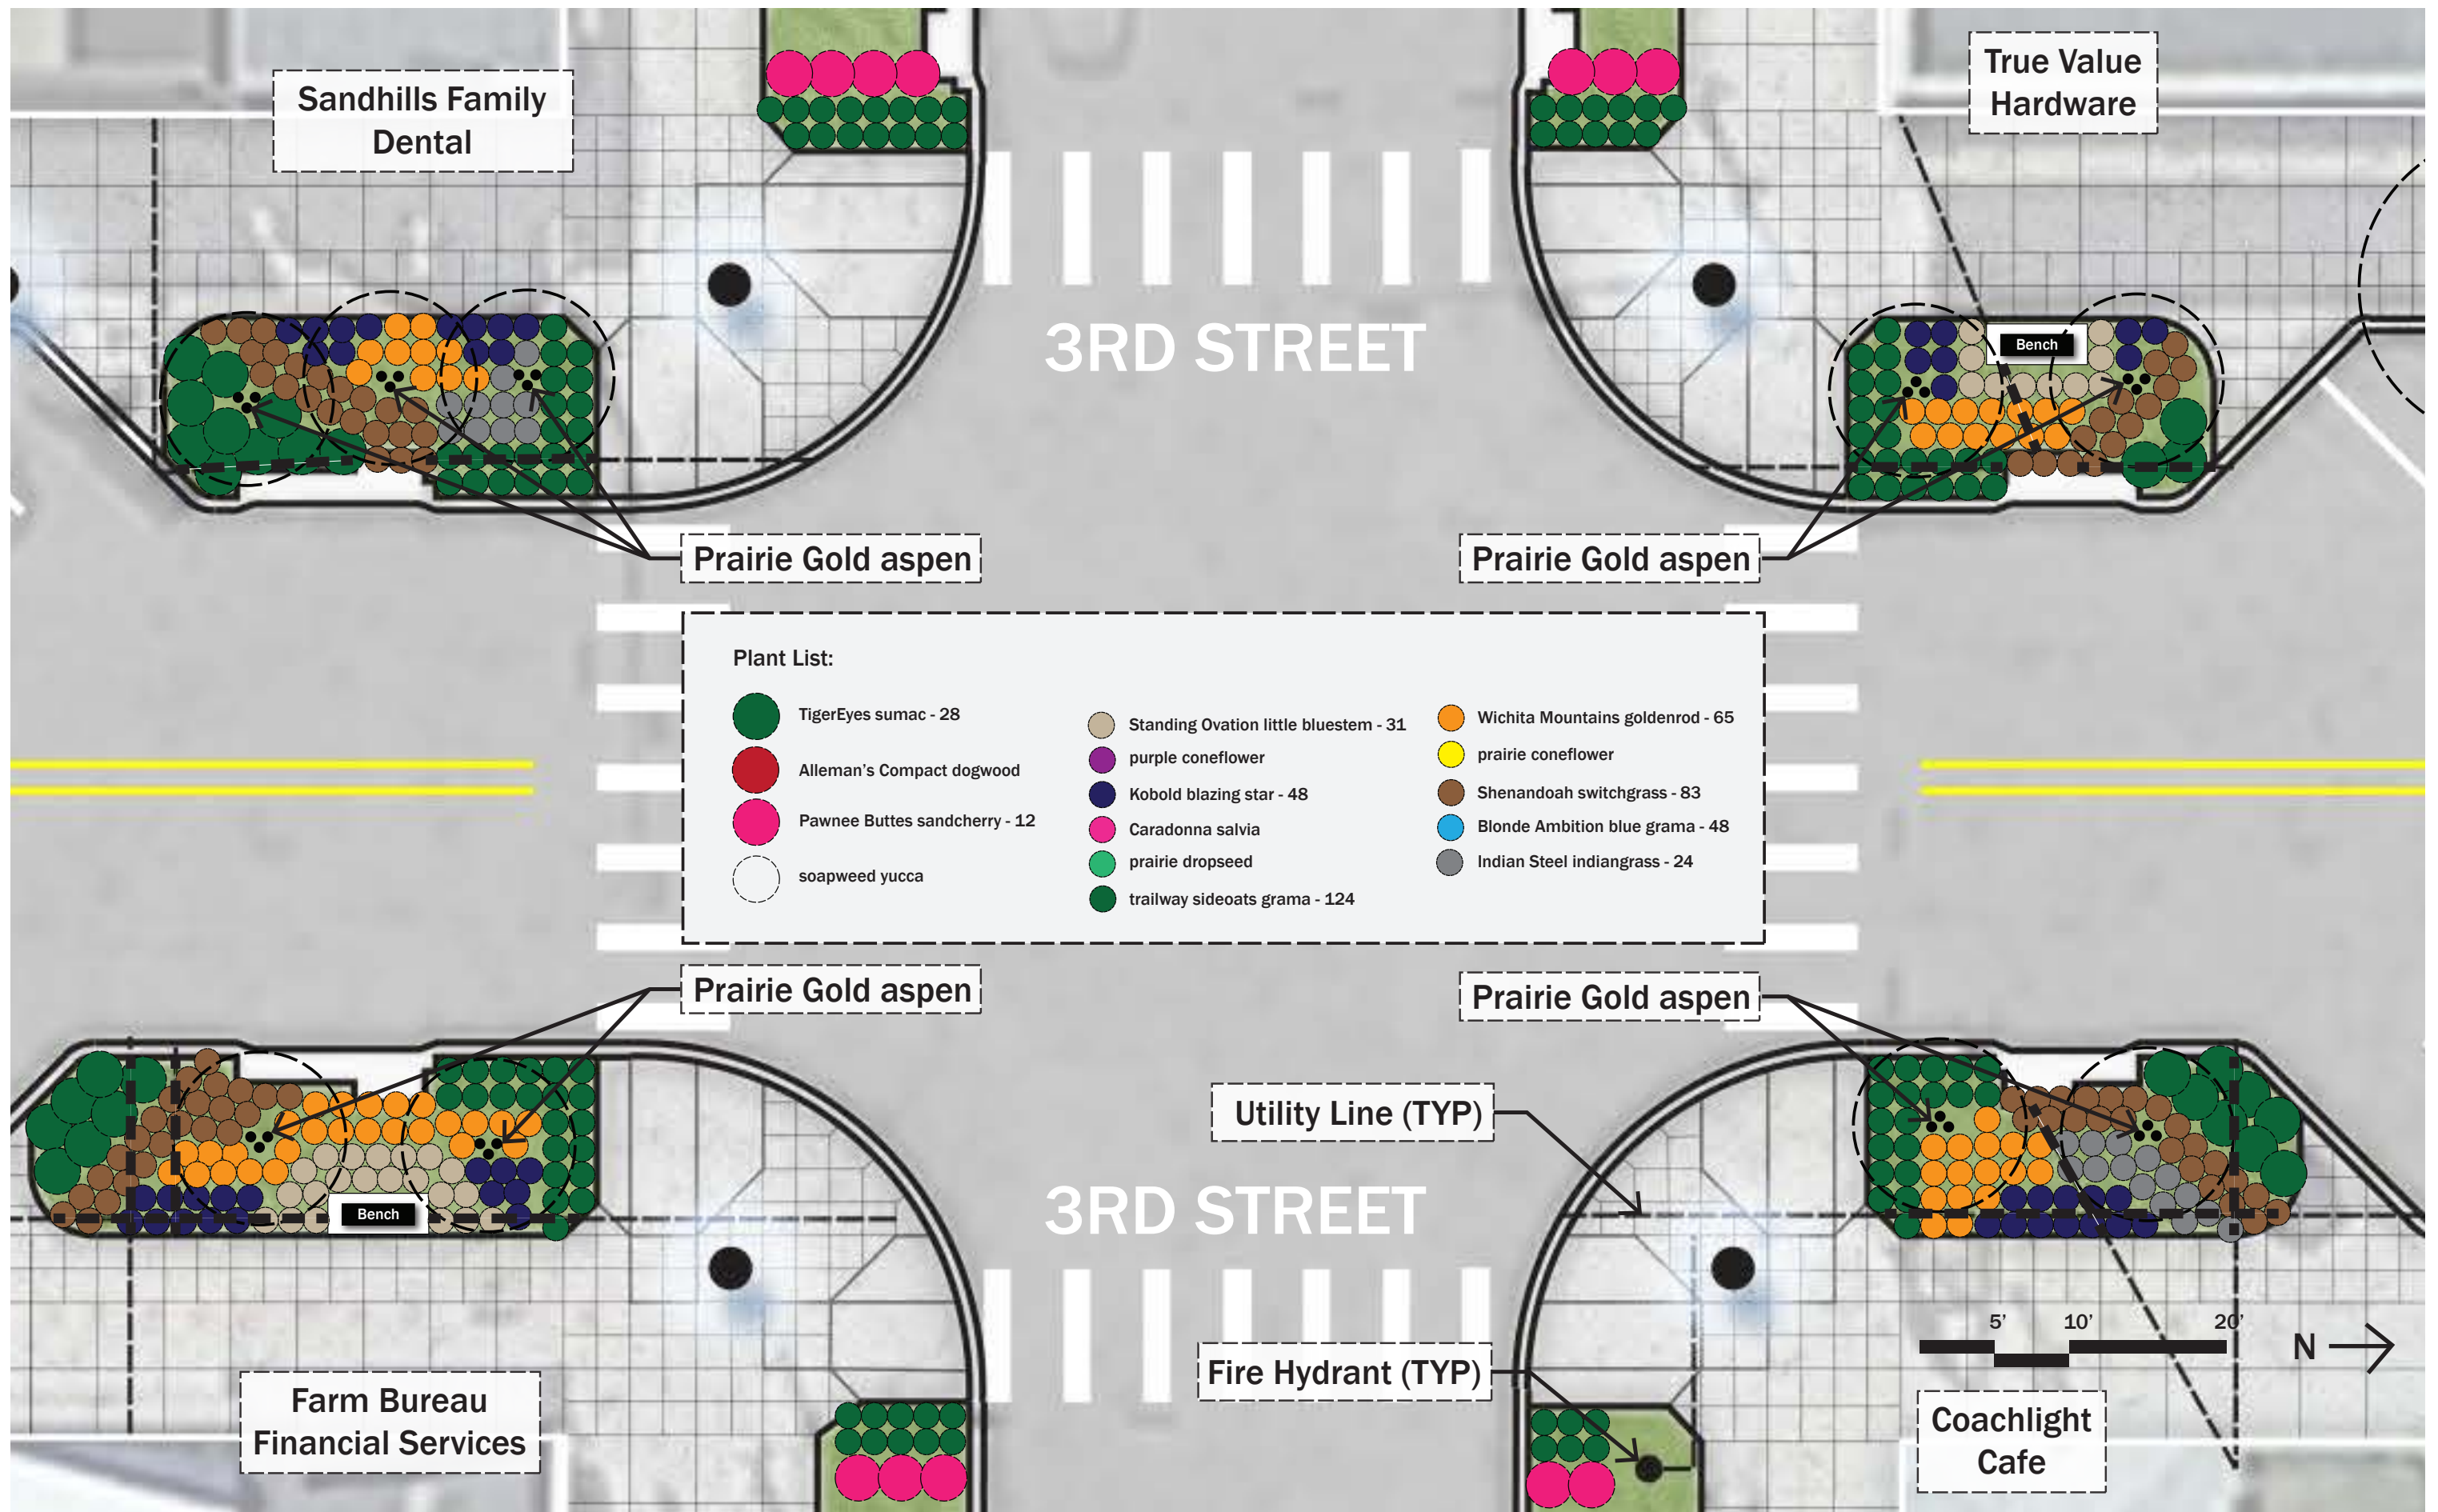 Sandhills Family
Dental
True Value
Hardware
3RD STREET
Bench
Prairie Gold aspen
Prairie Gold aspen
Plant List:
TigerEyes sumac - 28
Alleman's Compact dogwood
Pawnee Buttes sandcherry - 12
soapweed yucca
Standing Ovation little bluestem - 31
purple coneflower
Kobold blazing star - 48
Caradonna salvia
prairie dropseed
trailway sideoats grama - 124
Wichita Mountains goldenrod - 65
prairie coneflower
Shenandoah switchgrass - 83
Blonde Ambition blue grama - 48
Indian Steel indiangrass - 24
Prairie Gold aspen
Prairie Gold aspen
Utility Line (TYP)
Bench
3RD STREET
Fire Hydrant (TYP)
5' 10' 20'
N
Farm Bureau
Financial Services
Coachlight
Cafe